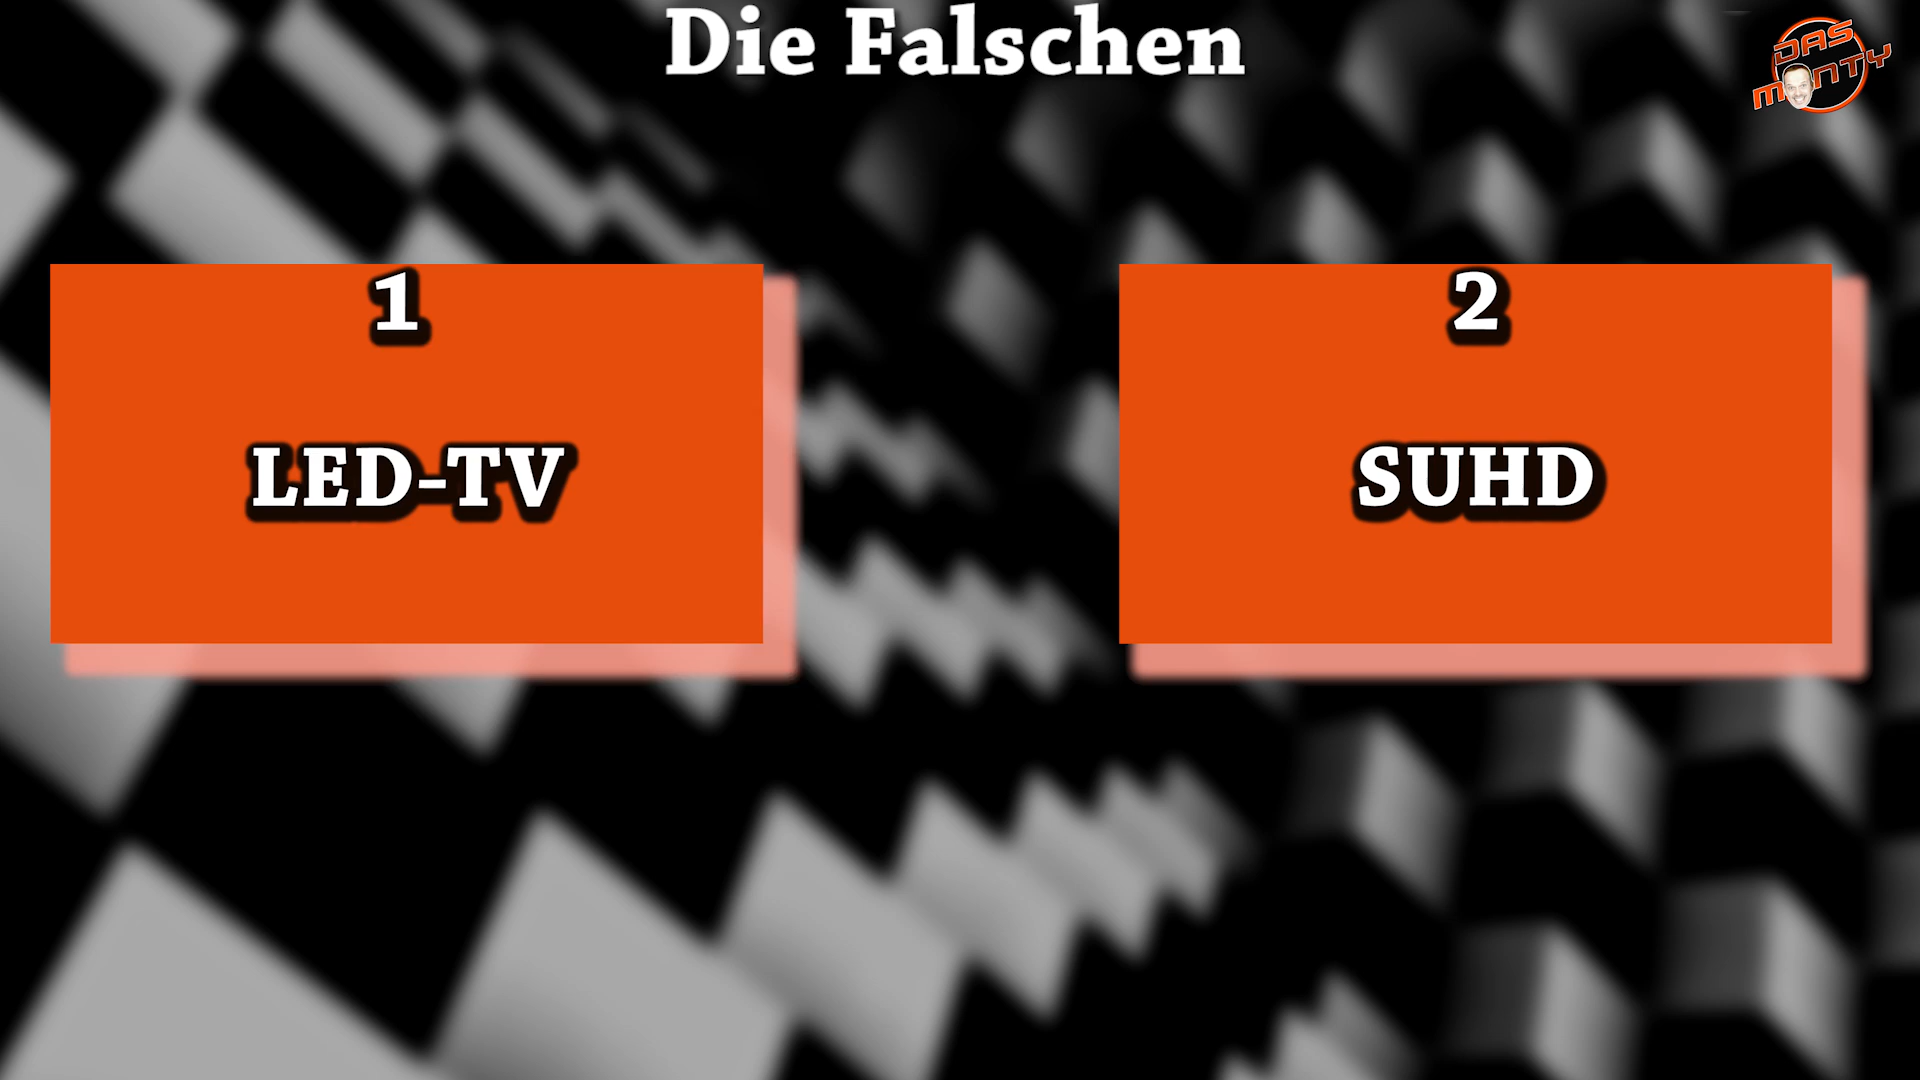 Die Falschen
DAS
MONTY
1
LED-TV
2
SUHD